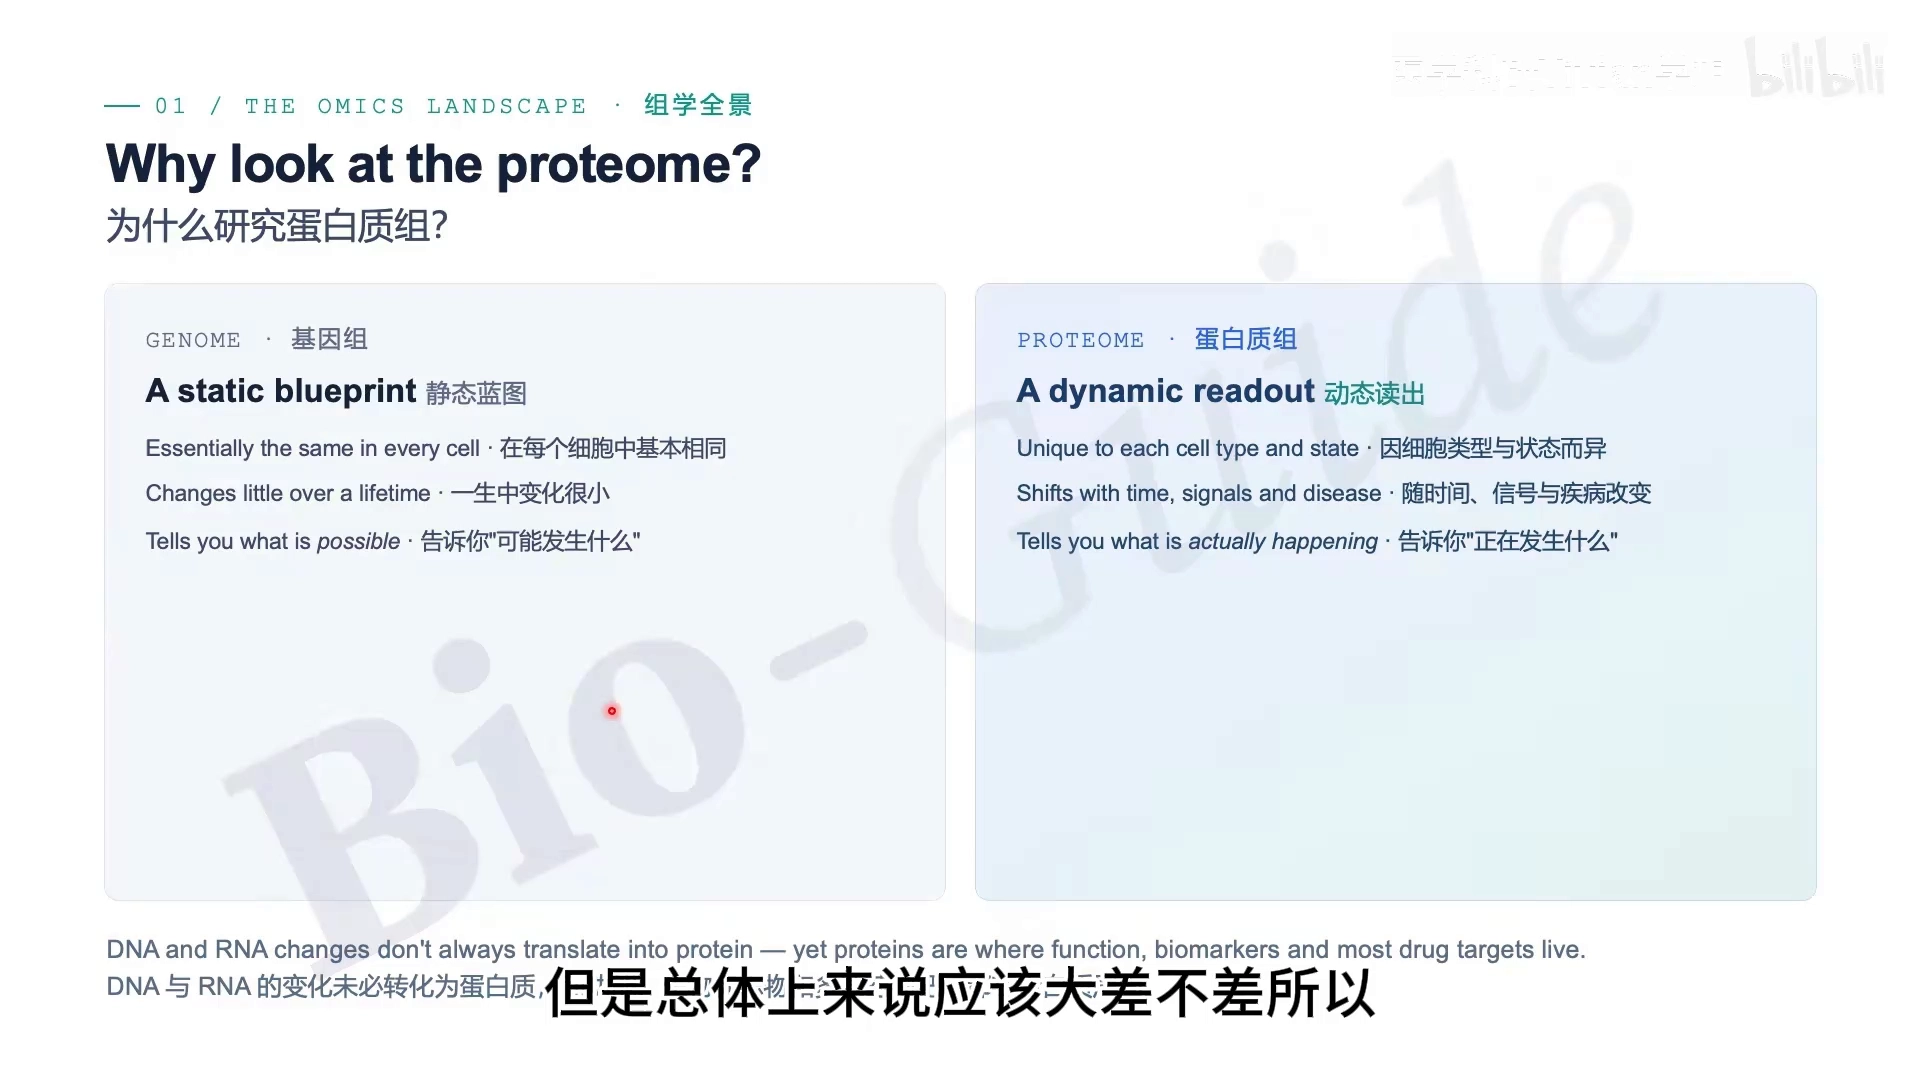 bilibili
01 / THE OMICS LANDSCAPE · 组学全景
Why look at the proteome?
为什么研究蛋白质组?
GENOME · 基因组
A static blueprint 静态蓝图
Essentially the same in every cell · 在每个细胞中基本相同
Changes little over a lifetime · 一生中变化很小
Tells you what is possible · 告诉你"可能发生什么"
PROTEOME · 蛋白质组
A dynamic readout 动态读出
Unique to each cell type and state · 因细胞类型与状态而异
Shifts with time, signals and disease · 随时间、信号与疾病改变
Tells you what is actually happening · 告诉你"正在发生什么"
Bio-Guide
DNA and RNA changes don't always translate into protein — yet proteins are where function, biomarkers and most drug targets live.
DNA 与 RNA 的变化未必转化为蛋白质,
但是总体上来说应该大差不差所以